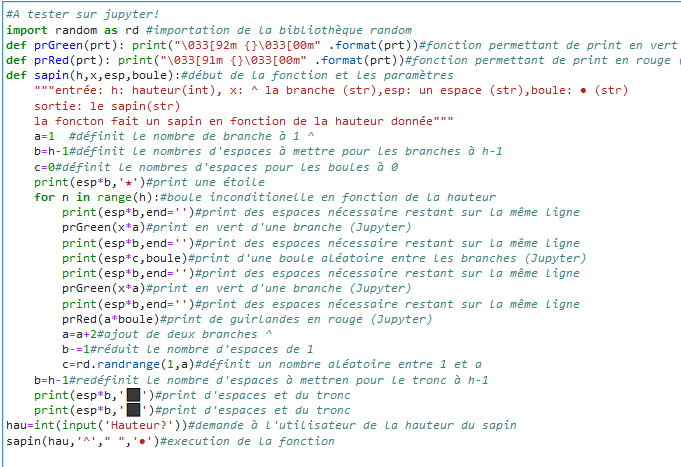 #A tester sur jupyter!
import random as rd #importation de la bibliothèque random
def prGreen(prt): print("\033[92m {}\033[00m" .format(prt))#fonction permettant de print en vert
def prRed(prt): print("\033[91m {}\033[00m" .format(prt))#fonction permettant de print en rouge (
def sapin(h,x,esp,boule):#début de la fonction et les paramètres
    """entrée: h: hauteur(int), x: ^ la branche (str),esp: un espace (str),boule: ● (str)
    sortie: le sapin(str)
    la foncton fait un sapin en fonction de la hauteur donnée"""
    a=1  #définit le nombre de branche à 1 ^
    b=h-1#définit le nombres d'espaces à mettre pour les branches à h-1
    c=0#définit le nombres d'espaces pour les boules à 0
    print(esp*b,'★')#print une étoile
    for n in range(h):#boule inconditionelle en fonction de la hauteur
        print(esp*b,end='')#print des espaces nécessaire restant sur la même ligne
        prGreen(x*a)#print en vert d'une branche (Jupyter)
        print(esp*b,end='')#print des espaces nécessaire restant sur la même ligne
        print(esp*c,boule)#print d'une boule aléatoire entre les branches (Jupyter)
        print(esp*b,end='')#print des espaces nécessaire restant sur la même ligne
        prGreen(x*a)#print en vert d'une branche (Jupyter)
        print(esp*b,end='')#print des espaces nécessaire restant sur la même ligne
        prRed(a*boule)#print de guirlandes en rouge (Jupyter)
        a=a+2#ajout de deux branches ^
        b-=1#réduit le nombre d'espaces de 1
        c=rd.randrange(1,a)#définit un nombre aléatoire entre 1 et a
    b=h-1#redéfinit le nombre d'espaces à mettren pour le tronc à h-1
    print(esp*b,'⬛')#print d'espaces et du tronc
    print(esp*b,'⬛')#print d'espaces et du tronc
hau=int(input('Hauteur?'))#demande à l'utilisateur de la hauteur du sapin
sapin(hau,'^'," ",'●')#execution de la fonction